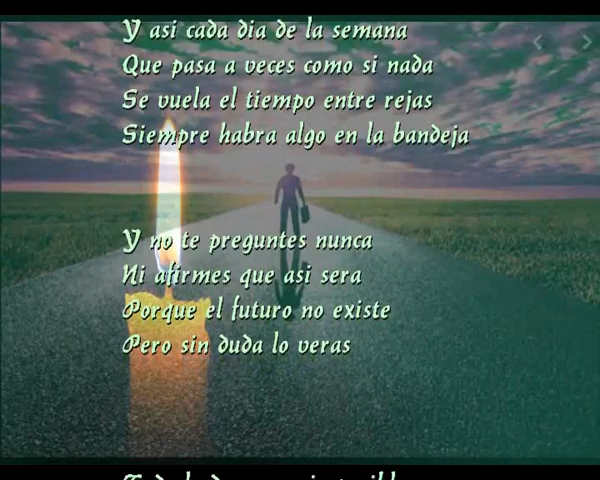 Y asi cada dia de la semana
Que pasa a veces como si nada
Se vuela el tiempo entre rejas
Siempre habra algo en la bandeja
Y no te preguntes nunca
Ni afirmes que asi sera
Porque el futuro no existe
Pero sin duda lo veras